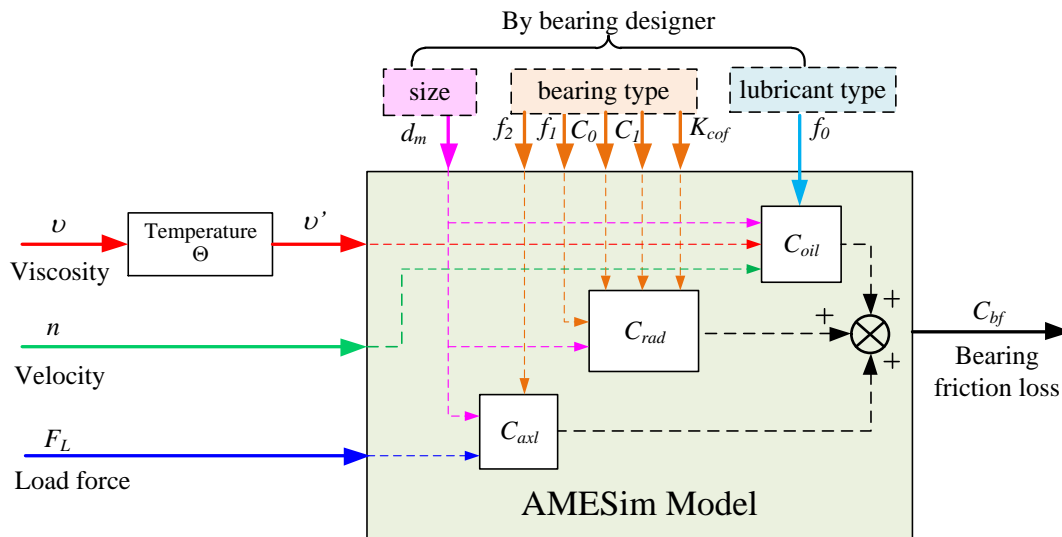 By bearing designer
size
bearing type
lubricant type
d_m
f_2
f_1
C_0
C_1
K_cof
f_0
υ
Viscosity
Temperature
Θ
υ’
C_oil
n
Velocity
C_rad
C_bf
Bearing
friction loss
F_L
Load force
C_axl
+
+
+
AMESim Model